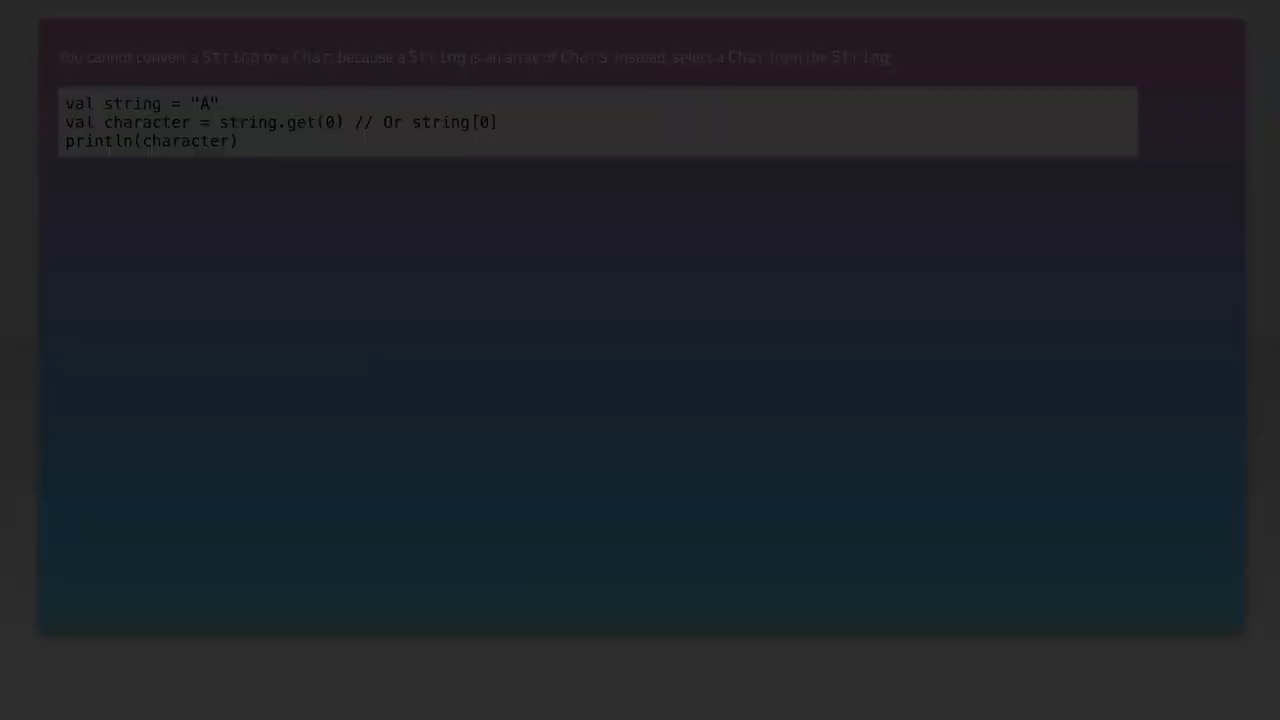 You cannot convert a String to a Char, because a String is an array of Chars. Instead, select a Char from the String:
val string = "A"
val character = string.get(0) // Or string[0]
println(character)